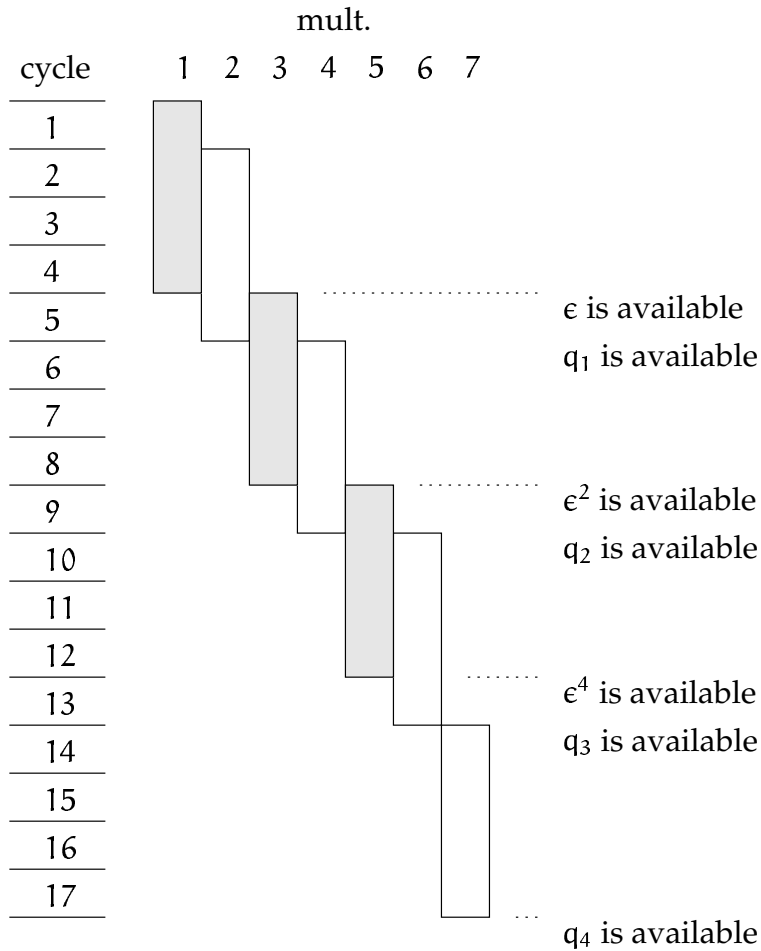 mult.
cycle 1 2 3 4 5 6 7
1
2
3
4
ϵ is available
5
q₁ is available
6
7
8
ϵ² is available
9
q₂ is available
10
11
12
ϵ⁴ is available
13
q₃ is available
14
15
16
17
q₄ is available